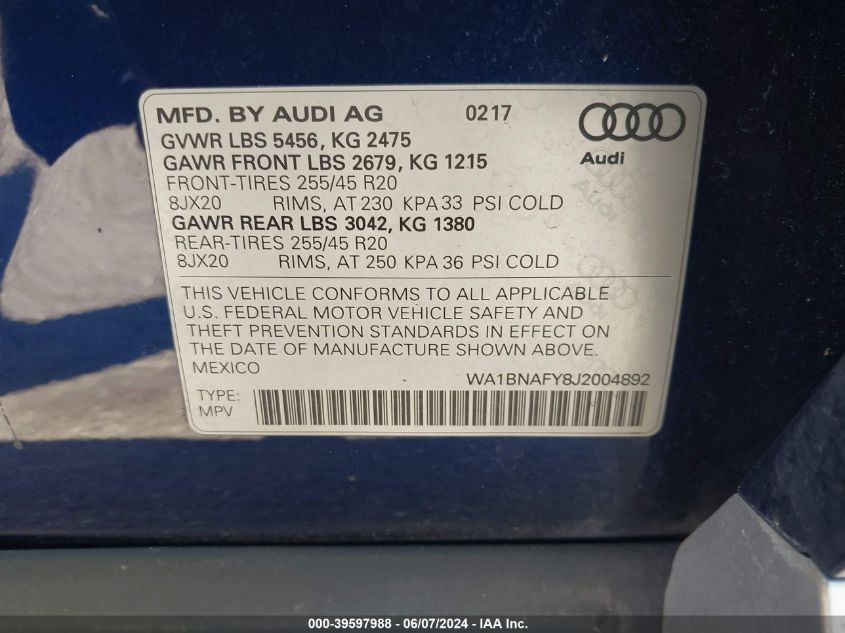 MFD. BY AUDI AG 0217
GVWR LBS 5456, KG 2475
GAWR FRONT LBS 2679, KG 1215
Audi
FRONT-TIRES 255/45 R20
8JX20 RIMS, AT 230 KPA 33 PSI COLD
GAWR REAR LBS 3042, KG 1380
REAR-TIRES 255/45 R20
8JX20 RIMS, AT 250 KPA 36 PSI COLD
THIS VEHICLE CONFORMS TO ALL APPLICABLE
U.S. FEDERAL MOTOR VEHICLE SAFETY AND
THEFT PREVENTION STANDARDS IN EFFECT ON
THE DATE OF MANUFACTURE SHOWN ABOVE.
MEXICO
WA1BNAFY8J2004892
TYPE:
MPV
000-39597988 - 06/07/2024 - IAAI.com